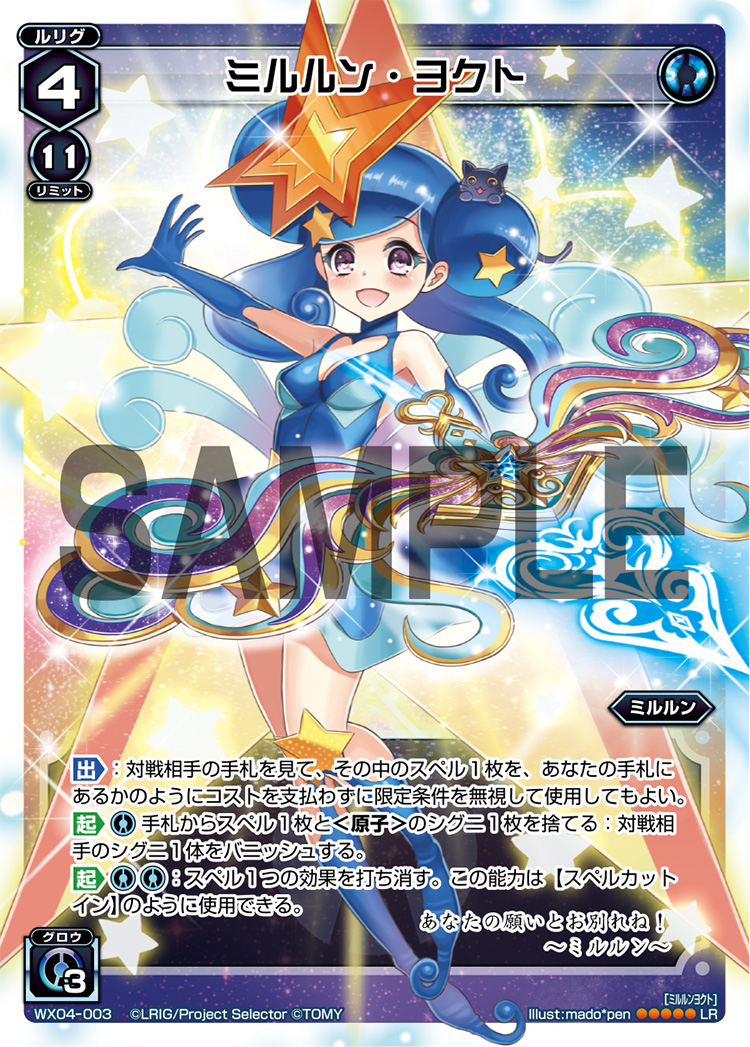 ルリグ
ミルルン・ヨクト
4
11
リミット
SAMPLE
ミルルン
出：対戦相手の手札を見て、その中のスペル１枚を、あなたの手札に
あるかのようにコストを支払わずに限定条件を無視して使用してもよい。
起 手札からスペル１枚と＜原子＞のシグニ１枚を捨てる：対戦相
手のシグニ１体をバニッシュする。
起 ：スペル１つの効果を打ち消す。この能力は【スペルカット
イン】のように使用できる。
あなたの願いとお別れね！
～ミルルン～
グロウ
3
[ミルルンヨクト]
WX04-003 ©LRIG/Project Selector ©TOMY Illust:mado*pen LR